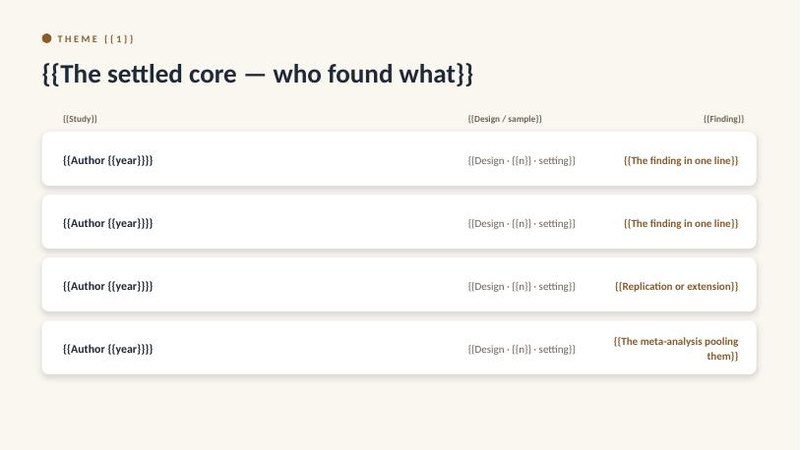 THEME {{1}}
{{The settled core — who found what}}
{{Study}} {{Design / sample}} {{Finding}}
{{Author {{year}}}} {{Design · {{n}} · setting}} {{The finding in one line}}
{{Author {{year}}}} {{Design · {{n}} · setting}} {{The finding in one line}}
{{Author {{year}}}} {{Design · {{n}} · setting}} {{Replication or extension}}
{{Author {{year}}}} {{Design · {{n}} · setting}} {{The meta-analysis pooling
them}}